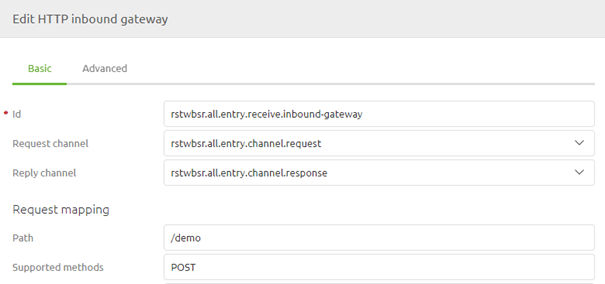 Edit HTTP inbound gateway
Basic Advanced
* Id rstwbsr.all.entry.receive.inbound-gateway
Request channel rstwbsr.all.entry.channel.request
Reply channel rstwbsr.all.entry.channel.response
Request mapping
Path /demo
Supported methods POST